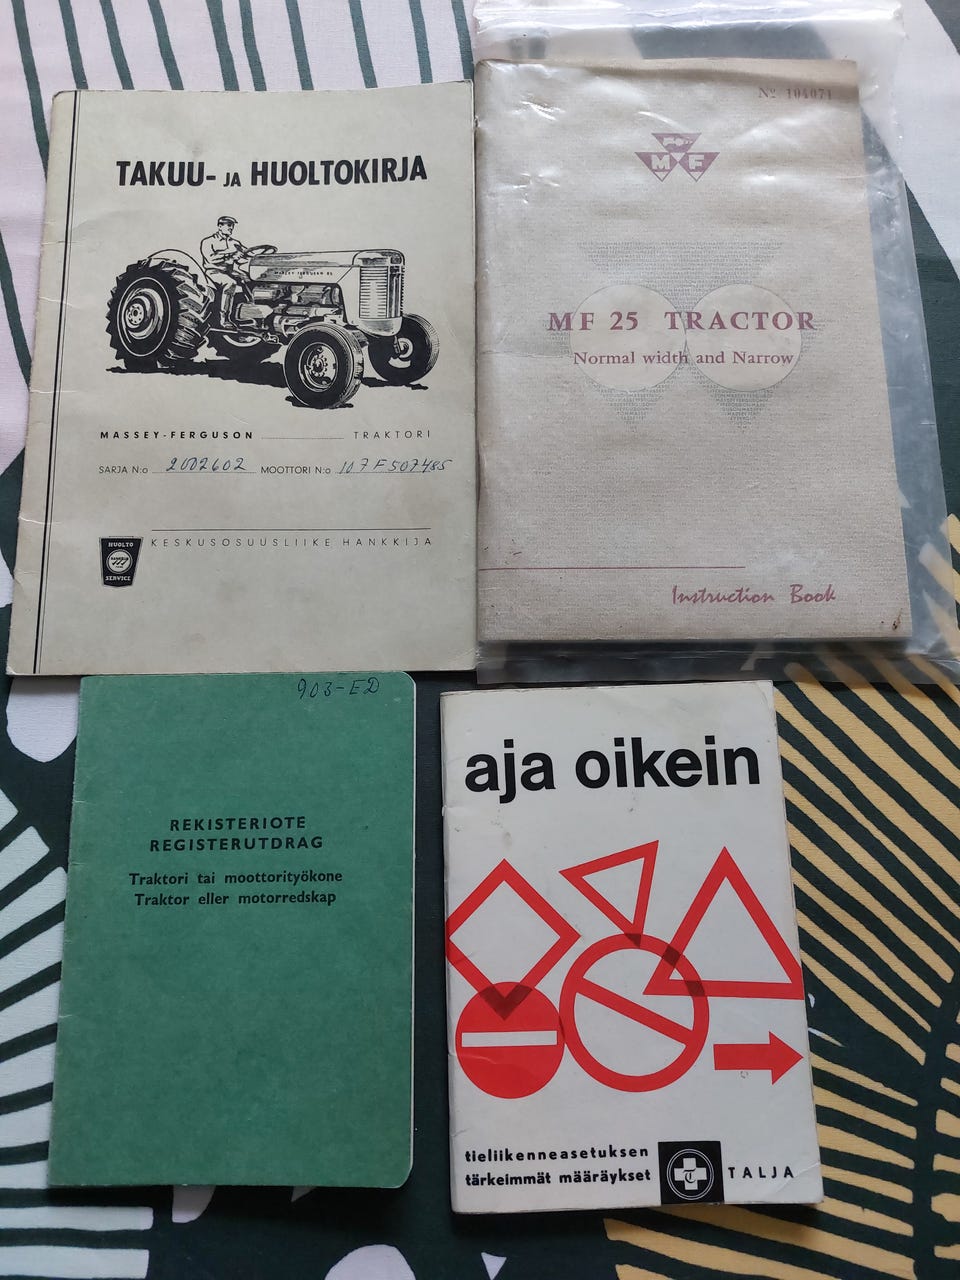 TAKUU- JA HUOLTOKIRJA
MASSEY-FERGUSON TRAKTORI
SARJA N:o 2002602 MOOTTORI N:o 107F507485
HUOLTO
SERVICE
KESKUSOSUUSLIIKE HANKKIJA
No 104071
MF
MF 25 TRACTOR
Normal width and Narrow
Instruction Book
903-ED
REKISTERIOTE
REGISTERUTDRAG
Traktori tai moottorityökone
Traktor eller motorredskap
aja oikein
tieliikenneasetuksen
tärkeimmät määräykset
TALJA